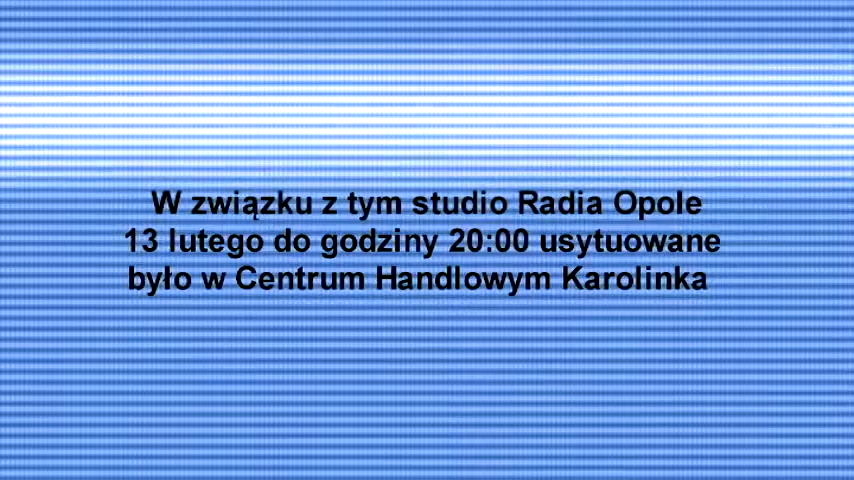 W związku z tym studio Radia Opole
13 lutego do godziny 20:00 usytuowane
było w Centrum Handlowym Karolinka